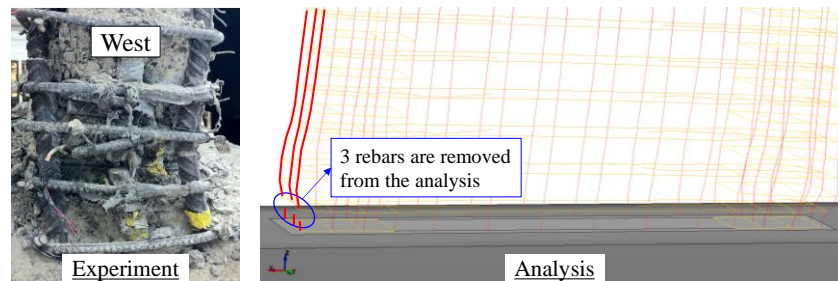 West
3 rebars are removed
from the analysis
Experiment
Analysis